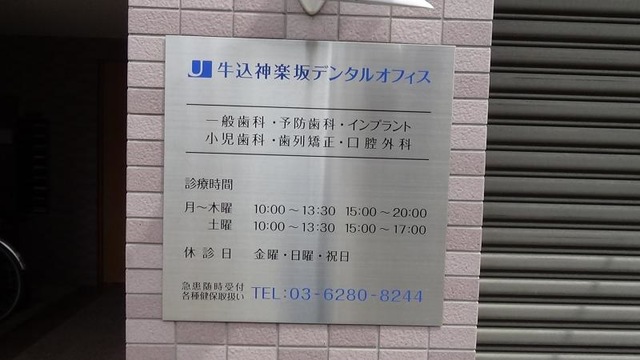 牛込神楽坂デンタルオフィス
一般歯科・予防歯科・インプラント
小児歯科・歯列矯正・口腔外科
診療時間
月～木曜 10:00～13:30 15:00～20:00
土曜 10:00～13:30 15:00～17:00
休診日 金曜・日曜・祝日
急患随時受付
各種健保取扱い TEL:03-6280-8244